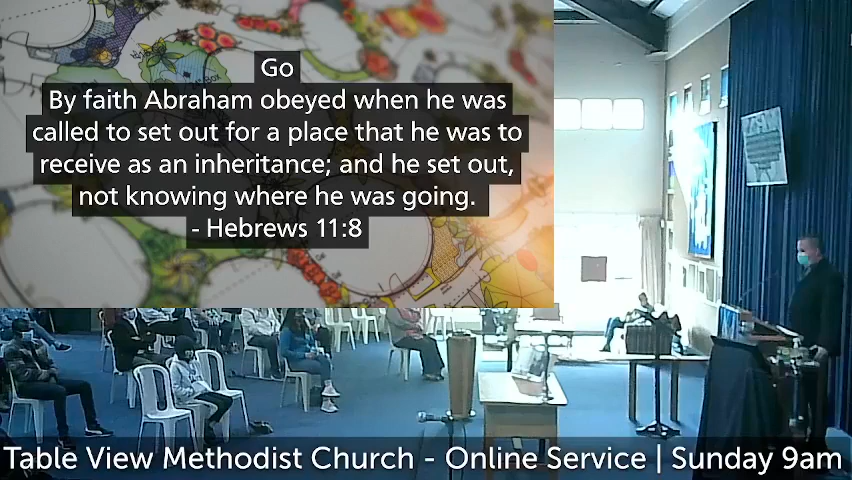 Go
By faith Abraham obeyed when he was
called to set out for a place that he was to
receive as an inheritance; and he set out,
not knowing where he was going.
- Hebrews 11:8
Table View Methodist Church - Online Service | Sunday 9am